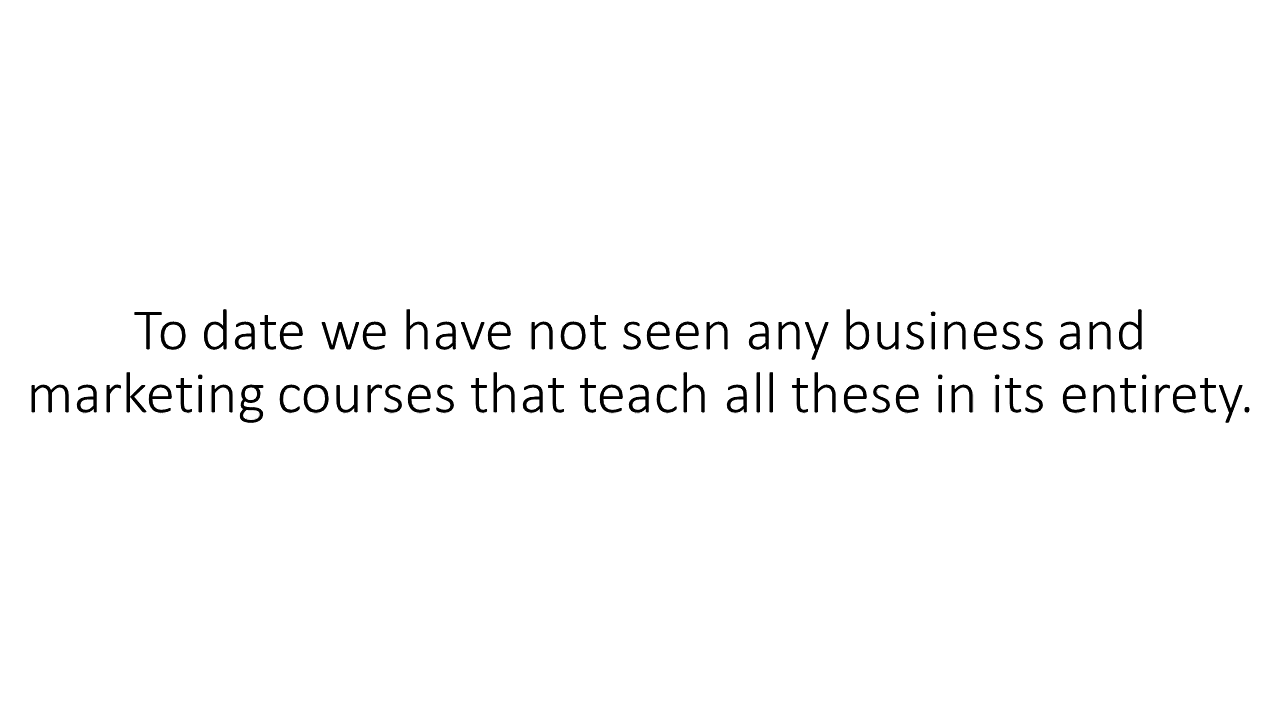 To date we have not seen any business and
marketing courses that teach all these in its entirety.